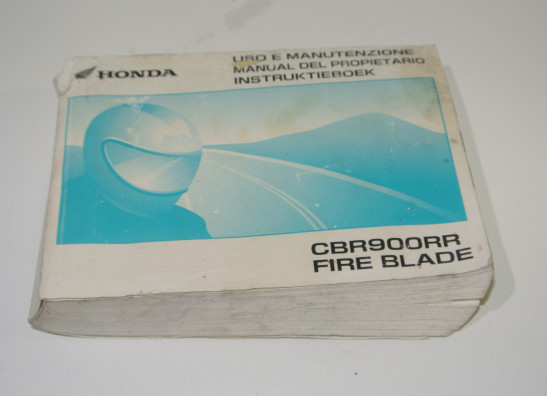 HONDA
USO E MANUTENZIONE
MANUAL DEL PROPIETARIO
INSTRUKTIEBOEK
CBR900RR
FIRE BLADE